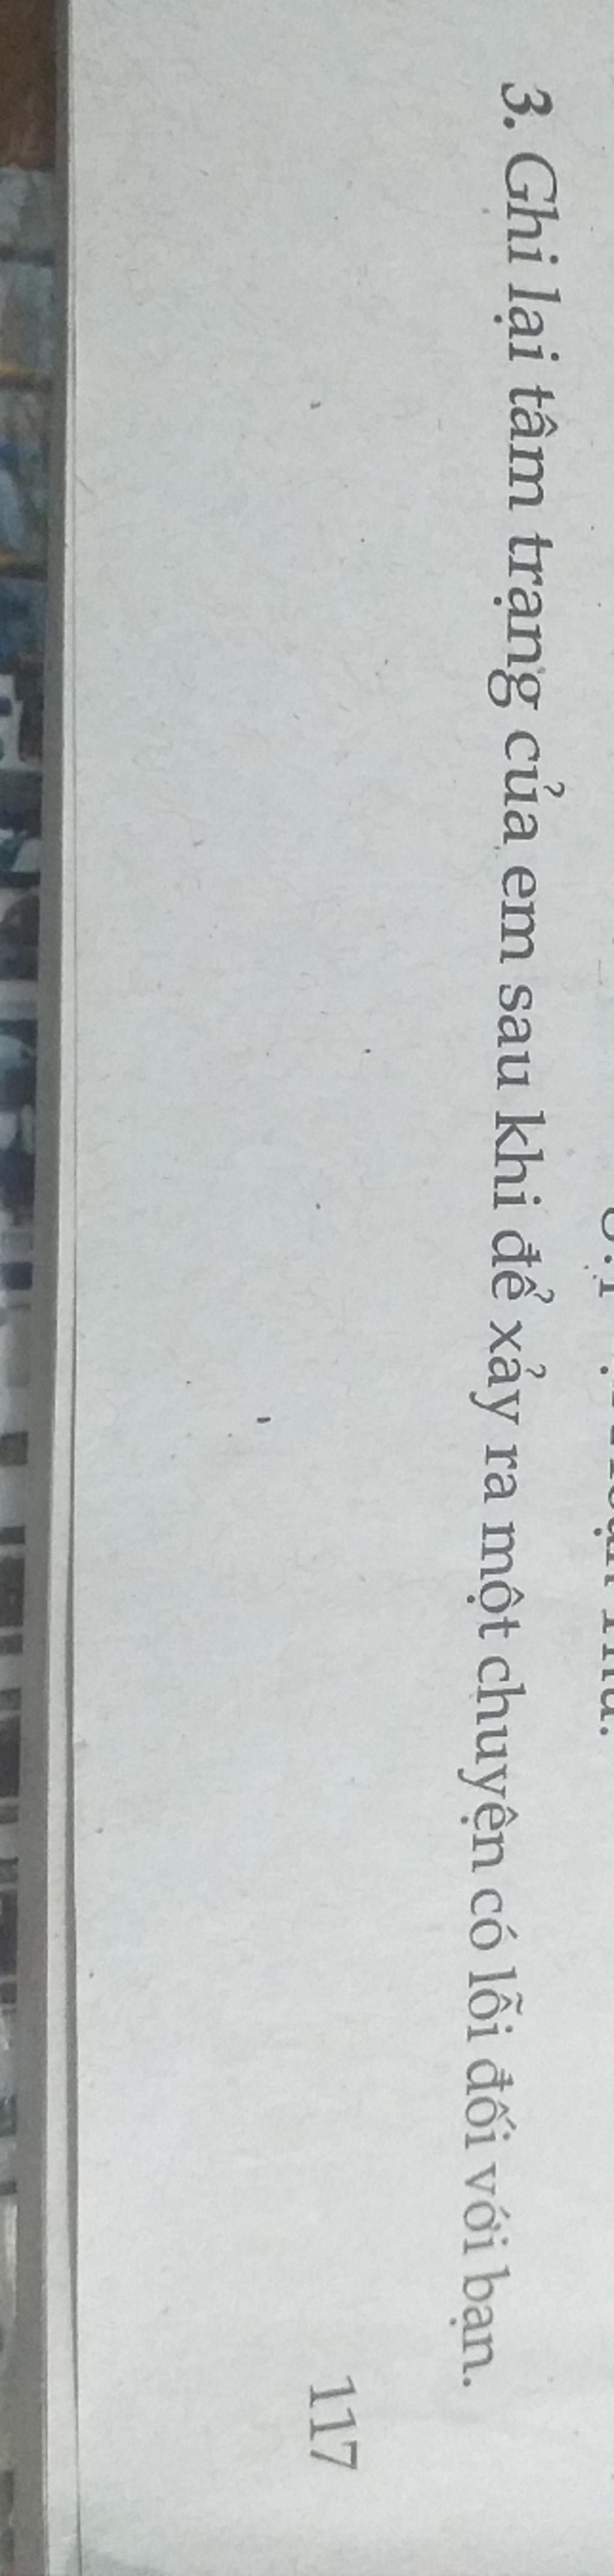 3. Ghi lại tâm trạng của em sau khi để xảy ra một chuyện có lỗi đối với bạn.
117